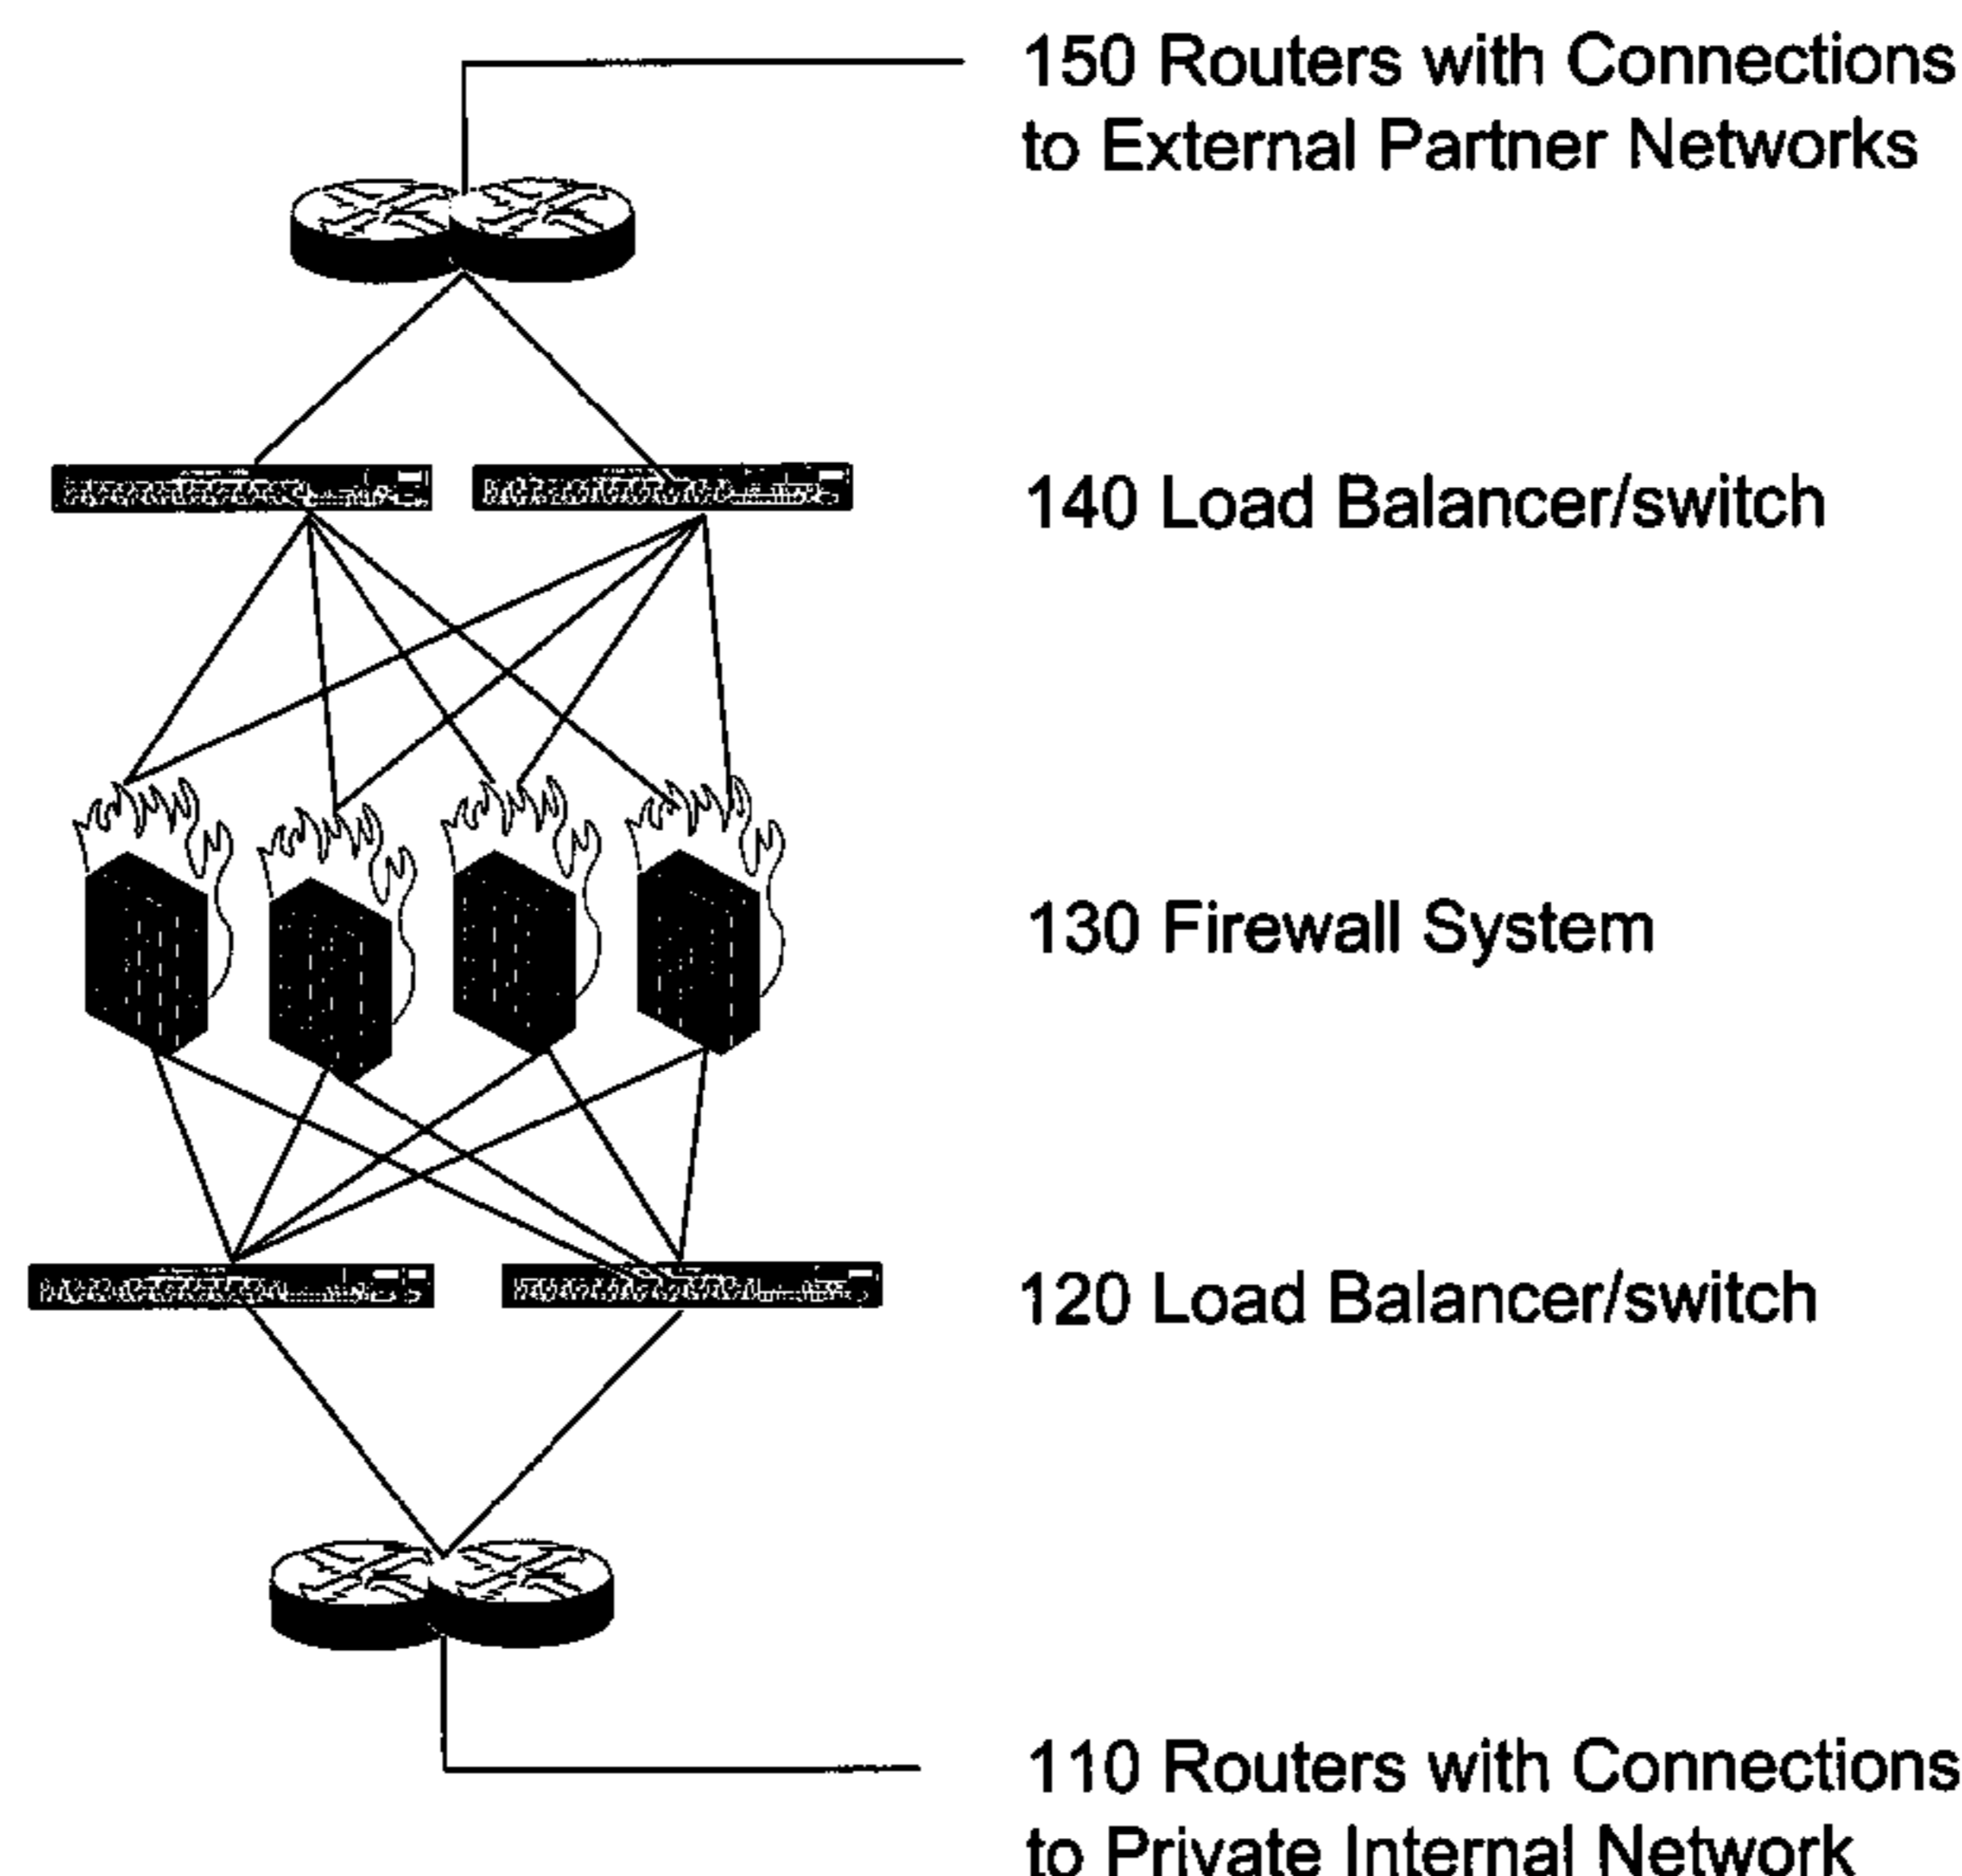 150 Routers with Connections
to External Partner Networks
140 Load Balancer/switch
130 Firewall System
120 Load Balancer/switch
110 Routers with Connections
to Private Internal Network